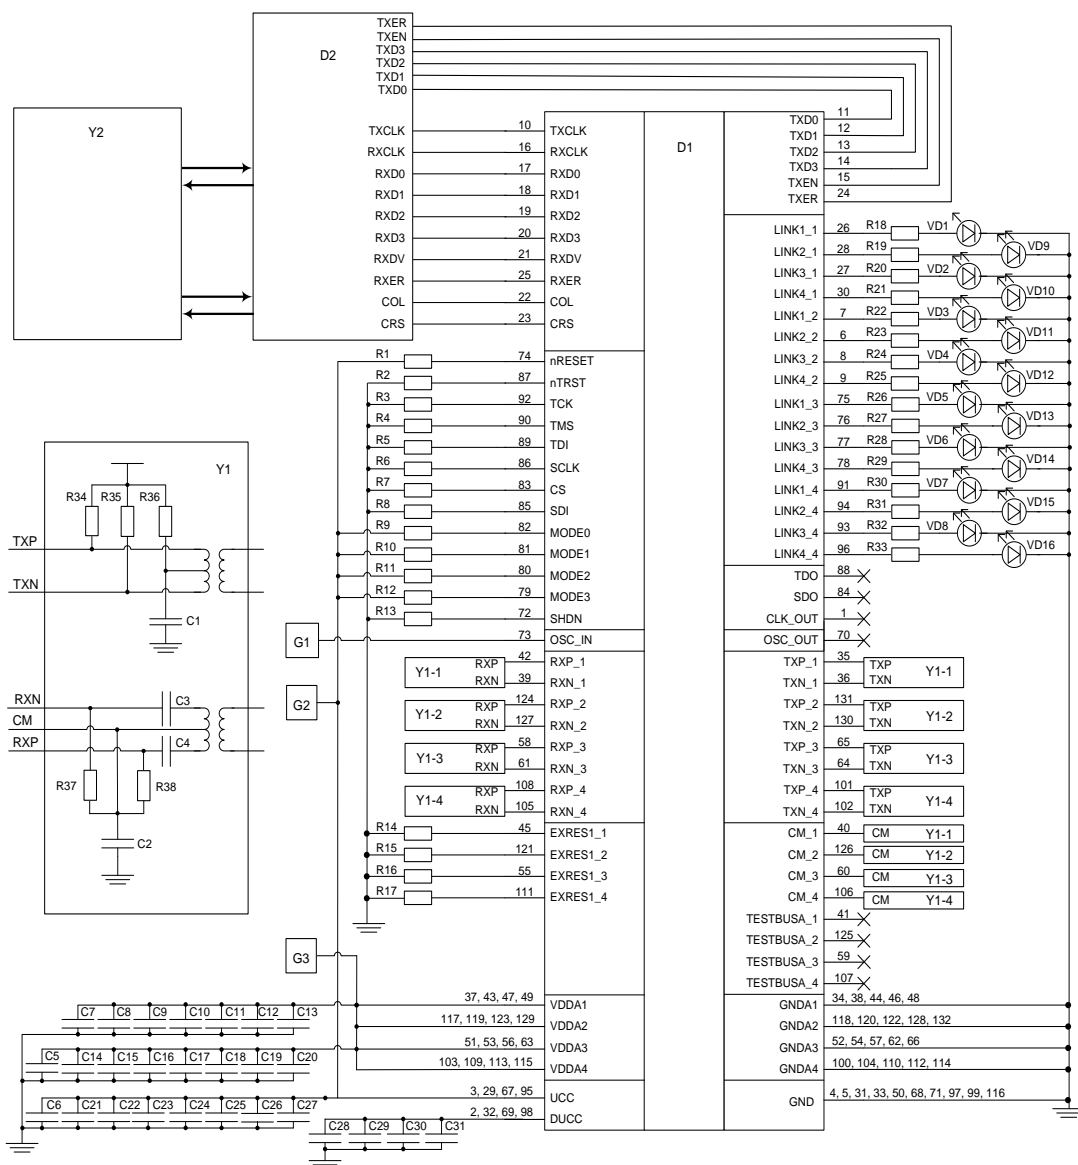 TXER
TXEN
TXD3
TXD2
TXD1
TXD0
D2
Y2
TXCLK 10 TXCLK
RXCLK 16 RXCLK
RXD0 17 RXD0
RXD1 18 RXD1
RXD2 19 RXD2
RXD3 20 RXD3
RXDV 21 RXDV
RXER 25 RXER
COL 22 COL
CRS 23 CRS
D1
TXD0 11
TXD1 12
TXD2 13
TXD3 14
TXEN 15
TXER 24
R1 74 nRESET
R2 87 nTRST
R3 92 TCK
R4 90 TMS
R5 89 TDI
R6 86 SCLK
R7 83 CS
R8 85 SDI
R9 82 MODE0
R10 81 MODE1
R11 80 MODE2
R12 79 MODE3
R13 72 SHDN
G1 73 OSC_IN
G2
Y1-1 RXP 42 RXP_1
RXN 39 RXN_1
Y1-2 RXP 124 RXP_2
RXN 127 RXN_2
Y1-3 RXP 58 RXP_3
RXN 61 RXN_3
Y1-4 RXP 108 RXP_4
RXN 105 RXN_4
R14 45 EXRES1_1
R15 121 EXRES1_2
R16 55 EXRES1_3
R17 111 EXRES1_4
G3
LINK1_1 26 R18 VD1
LINK2_1 28 R19 VD9
LINK3_1 27 R20 VD2
LINK4_1 30 R21 VD10
LINK1_2 7 R22 VD3
LINK2_2 6 R23 VD11
LINK3_2 8 R24 VD4
LINK4_2 9 R25 VD12
LINK1_3 75 R26 VD5
LINK2_3 76 R27 VD13
LINK3_3 77 R28 VD6
LINK4_3 78 R29 VD14
LINK1_4 91 R30 VD7
LINK2_4 94 R31 VD15
LINK3_4 93 R32 VD8
LINK4_4 96 R33 VD16
TDO 88
SDO 84
CLK_OUT 1
OSC_OUT 70
TXP_1 35 TXP Y1-1
TXN_1 36 TXN
TXP_2 131 TXP Y1-2
TXN_2 130 TXN
TXP_3 65 TXP Y1-3
TXN_3 64 TXN
TXP_4 101 TXP Y1-4
TXN_4 102 TXN
CM_1 40 CM Y1-1
CM_2 126 CM Y1-2
CM_3 60 CM Y1-3
CM_4 106 CM Y1-4
TESTBUSA_1 41
TESTBUSA_2 125
TESTBUSA_3 59
TESTBUSA_4 107
Y1
R34 R35 R36
TXP
TXN
C1
RXN C3
CM
RXP C4
R37 R38
C2
C7 C8 C9 C10 C11 C12 C13
37, 43, 47, 49 VDDA1
117, 119, 123, 129 VDDA2
C5 C14 C15 C16 C17 C18 C19 C20
51, 53, 56, 63 VDDA3
103, 109, 113, 115 VDDA4
C6 C21 C22 C23 C24 C25 C26 C27
3, 29, 67, 95 UCC
2, 32, 69, 98 DUCC
C28 C29 C30 C31
GNDA1 34, 38, 44, 46, 48
GNDA2 118, 120, 122, 128, 132
GNDA3 52, 54, 57, 62, 66
GNDA4 100, 104, 110, 112, 114
GND 4, 5, 31, 33, 50, 68, 71, 97, 99, 116